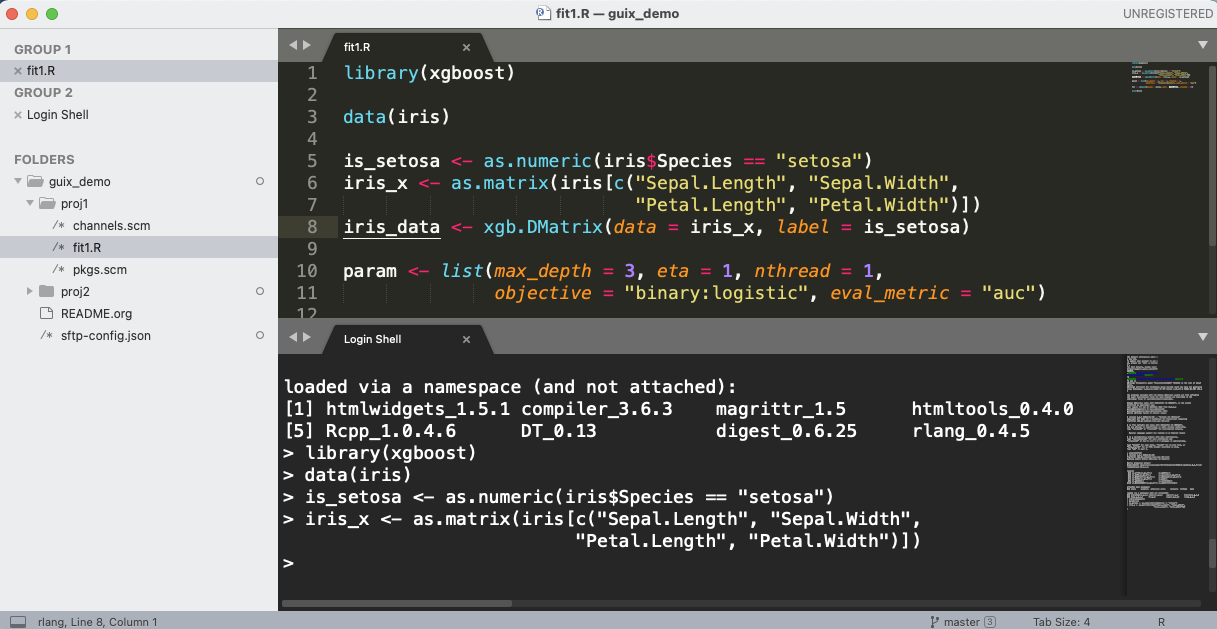 fit1.R — guix_demo
UNREGISTERED
GROUP 1
fit1.R
GROUP 2
Login Shell
FOLDERS
guix_demo
proj1
/* channels.scm
/* fit1.R
/* pkgs.scm
proj2
README.org
/* sftp-config.json
fit1.R
1 library(xgboost)
2
3 data(iris)
4
5 is_setosa <- as.numeric(iris$Species == "setosa")
6 iris_x <- as.matrix(iris[c("Sepal.Length", "Sepal.Width",
7 "Petal.Length", "Petal.Width")])
8 iris_data <- xgb.DMatrix(data = iris_x, label = is_setosa)
9
10 param <- list(max_depth = 3, eta = 1, nthread = 1,
11 objective = "binary:logistic", eval_metric = "auc")
12
Login Shell
loaded via a namespace (and not attached):
[1] htmlwidgets_1.5.1 compiler_3.6.3 magrittr_1.5 htmltools_0.4.0
[5] Rcpp_1.0.4.6 DT_0.13 digest_0.6.25 rlang_0.4.5
> library(xgboost)
> data(iris)
> is_setosa <- as.numeric(iris$Species == "setosa")
> iris_x <- as.matrix(iris[c("Sepal.Length", "Sepal.Width",
"Petal.Length", "Petal.Width")])
>
rlang, Line 8, Column 1
master 3
Tab Size: 4
R